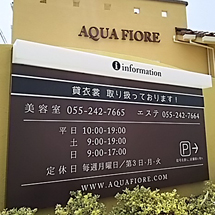 AQUA FIORE
i information
貸衣裳 取り扱っております！
美容室 055-242-7665 エステ 055-224-7664
平日 10:00-19:00
土 9:00-19:00
日 9:00-17:00
定休日 毎週月曜日／第3日・月・火
P
WWW.AQUAFIORE.COM